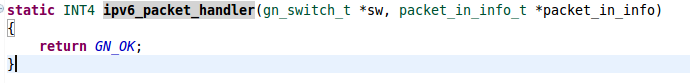 static INT4 ipv6_packet_handler(gn_switch_t *sw, packet_in_info_t *packet_in_info)
{
    return GN_OK;
}